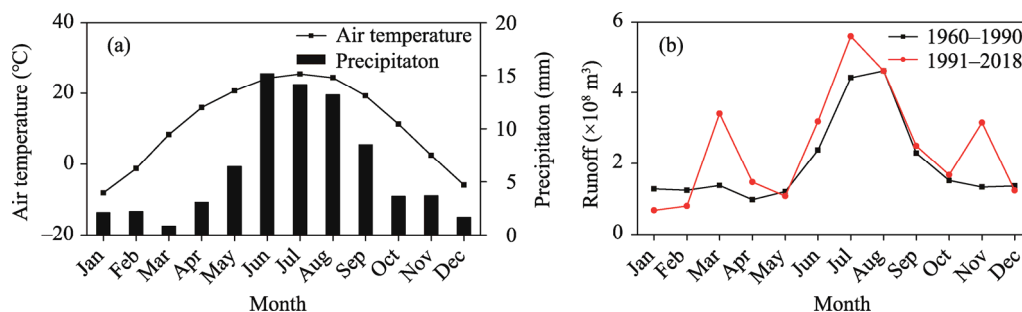 (a)
Air temperature
Precipitaton
Air temperature (℃)
40
20
0
–20
Precipitaton (mm)
20
15
10
5
0
Jan Feb Mar Apr May Jun Jul Aug Sep Oct Nov Dec
Month
(b)
1960–1990
1991–2018
Runoff (×10⁸ m³)
6
4
2
0
Jan Feb Mar Apr May Jun Jul Aug Sep Oct Nov Dec
Month